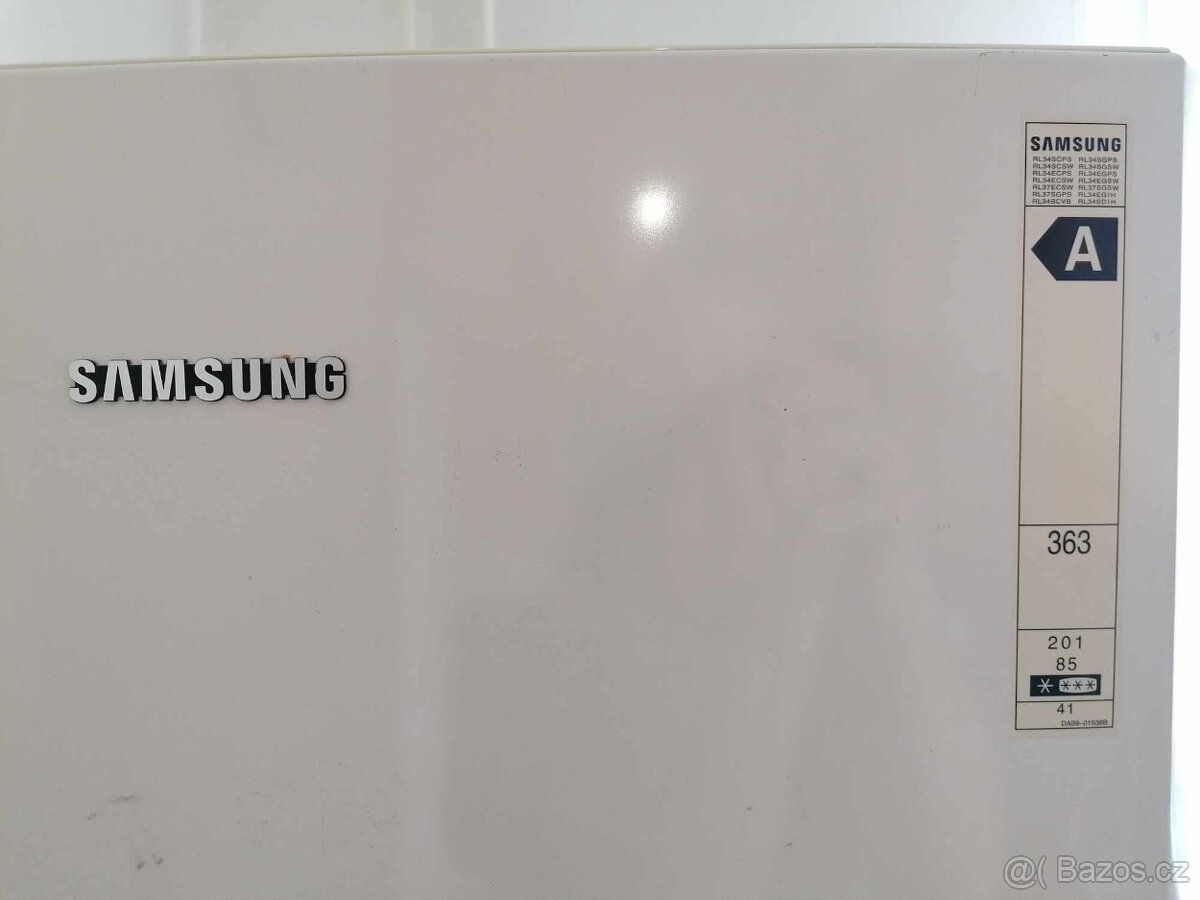 SAMSUNG
SAMSUNG
RL34SCPS RL34SGPS
RL34SCSW RL34SGSW
RL34ECPS RL34EGPS
RL34ECSW RL34EGSW
RL37ECSW RL37SGSW
RL37SGPS RL34EGIH
RL34SCVB RL34SDIH
A
363
201
85
41
DA99-01536B
@( Bazos.cz